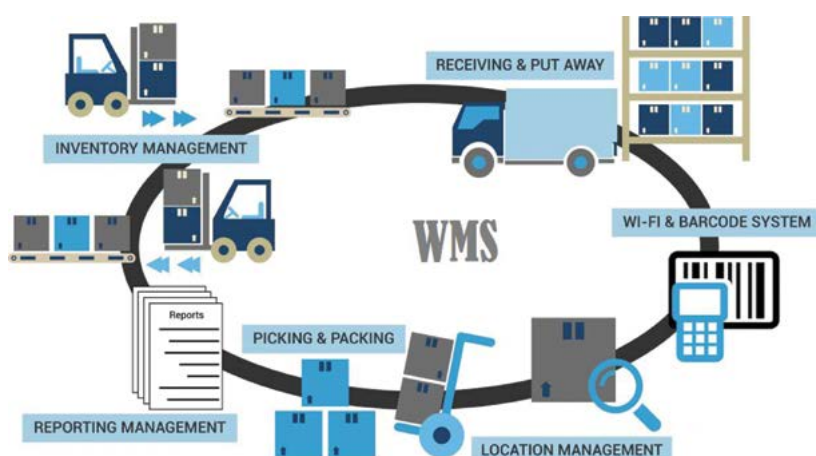 RECEIVING & PUT AWAY
INVENTORY MANAGEMENT
WI-FI & BARCODE SYSTEM
WMS
Reports
PICKING & PACKING
REPORTING MANAGEMENT
LOCATION MANAGEMENT